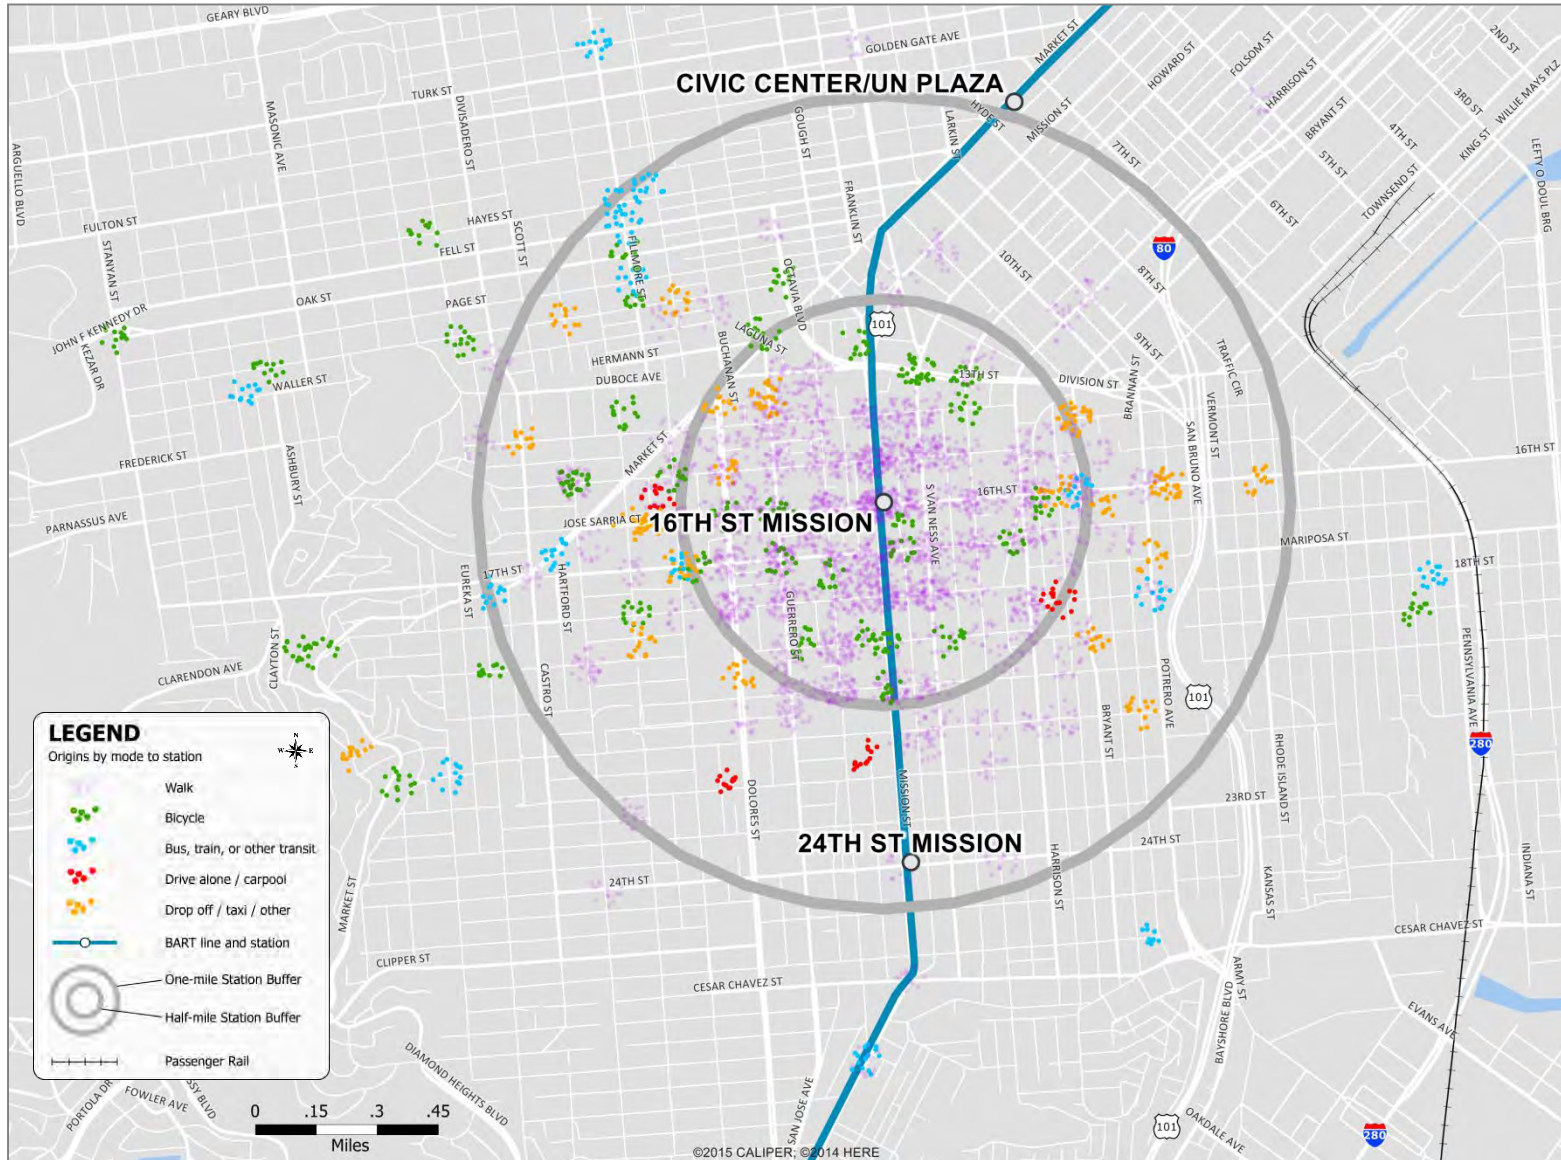 GEARY BLVD
GOLDEN GATE AVE
MARKET ST
HOWARD ST
FOLSOM ST
HARRISON ST
2ND ST
WILLIE MAYS PLZ
CIVIC CENTER/UN PLAZA
TURK ST
MASONIC AVE
DIVISADERO ST
GOUGH ST
LARKIN ST
HYDE ST
MISSION ST
BRYANT ST
3RD ST
4TH ST
KING ST
5TH ST
7TH ST
TOWNSEND ST
6TH ST
LEFTY O DOUL BRG
ARGUELLO BLVD
FULTON ST
HAYES ST
FELL ST
SCOTT ST
FILLMORE ST
FRANKLIN ST
OCTAVIA BLVD
10TH ST
80
8TH ST
STANYAN ST
OAK ST
PAGE ST
JOHN F KENNEDY DR
KEZAR DR
LAGUNA ST
BUCHANAN ST
101
9TH ST
TRAFFIC CIR
HERMANN ST
DUBOCE AVE
WALLER ST
13TH ST
DIVISION ST
BRANNAN ST
VERMONT ST
SAN BRUNO AVE
FREDERICK ST
ASHBURY ST
MARKET ST
16TH ST
16TH ST
S VAN NESS AVE
PARNASSUS AVE
JOSE SARRIA CT
16TH ST MISSION
MARIPOSA ST
18TH ST
17TH ST
EUREKA ST
HARTFORD ST
GUERRERO ST
CLAYTON ST
CLARENDON AVE
CASTRO ST
POTRERO AVE
101
PENNSYLVANIA AVE
BRYANT ST
RHODE ISLAND ST
280
DOLORES ST
MISSION ST
23RD ST
24TH ST MISSION
24TH ST
24TH ST
HARRISON ST
KANSAS ST
INDIANA ST
MARKET ST
CESAR CHAVEZ ST
CLIPPER ST
CESAR CHAVEZ ST
ARMY ST
BAYSHORE BLVD
EVANS AVE
DIAMOND HEIGHTS BLVD
SAN JOSE AVE
PORTOLA DR
FOWLER AVE
SSY BLVD
101
OAKDALE AVE
280
LEGEND
Origins by mode to station
N
W
E
S
Walk
Bicycle
Bus, train, or other transit
Drive alone / carpool
Drop off / taxi / other
BART line and station
One-mile Station Buffer
Half-mile Station Buffer
Passenger Rail
0 .15 .3 .45
Miles
©2015 CALIPER; ©2014 HERE